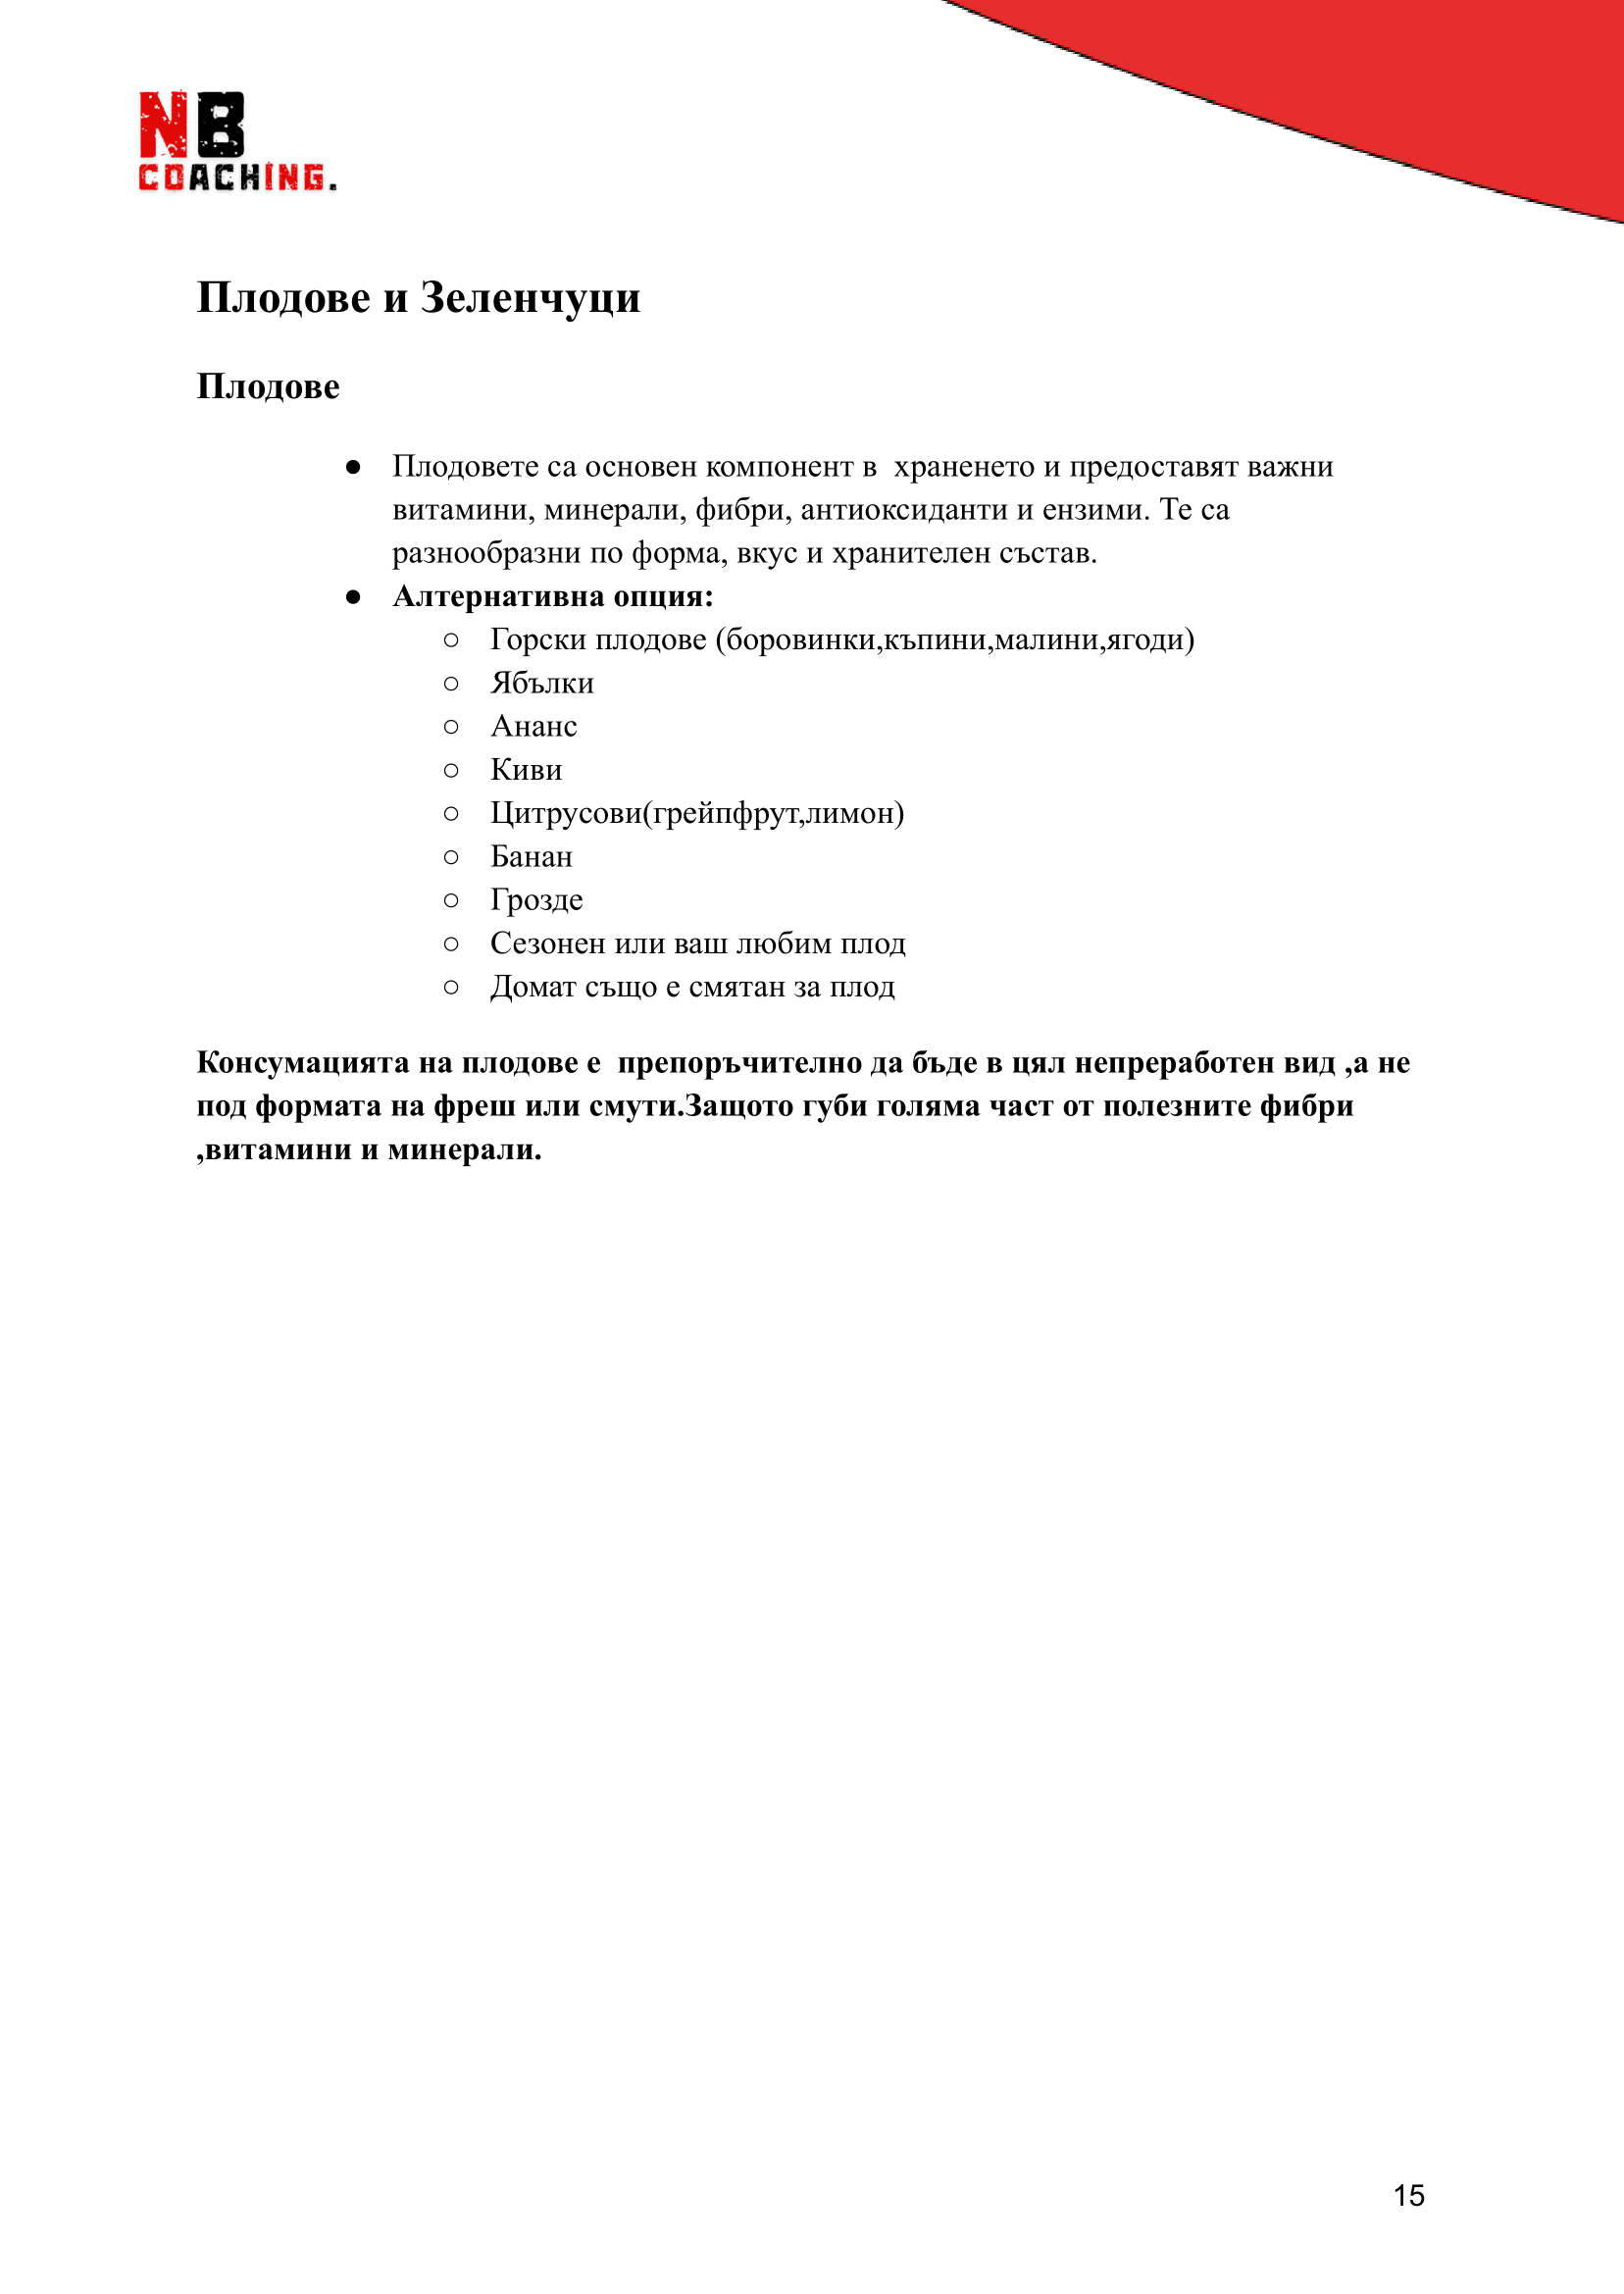 NB
COACHING.
Плодове и Зеленчуци
Плодове
● Плодовете са основен компонент в  храненето и предоставят важни
витамини, минерали, фибри, антиоксиданти и ензими. Те са
разнообразни по форма, вкус и хранителен състав.
● Алтернативна опция:
○ Горски плодове (боровинки,къпини,малини,ягоди)
○ Ябълки
○ Ананс
○ Киви
○ Цитрусови(грейпфрут,лимон)
○ Банан
○ Грозде
○ Сезонен или ваш любим плод
○ Домат също е смятан за плод
Консумацията на плодове е  препоръчително да бъде в цял непреработен вид ,а не
под формата на фреш или смути.Защото губи голяма част от полезните фибри
,витамини и минерали.
15